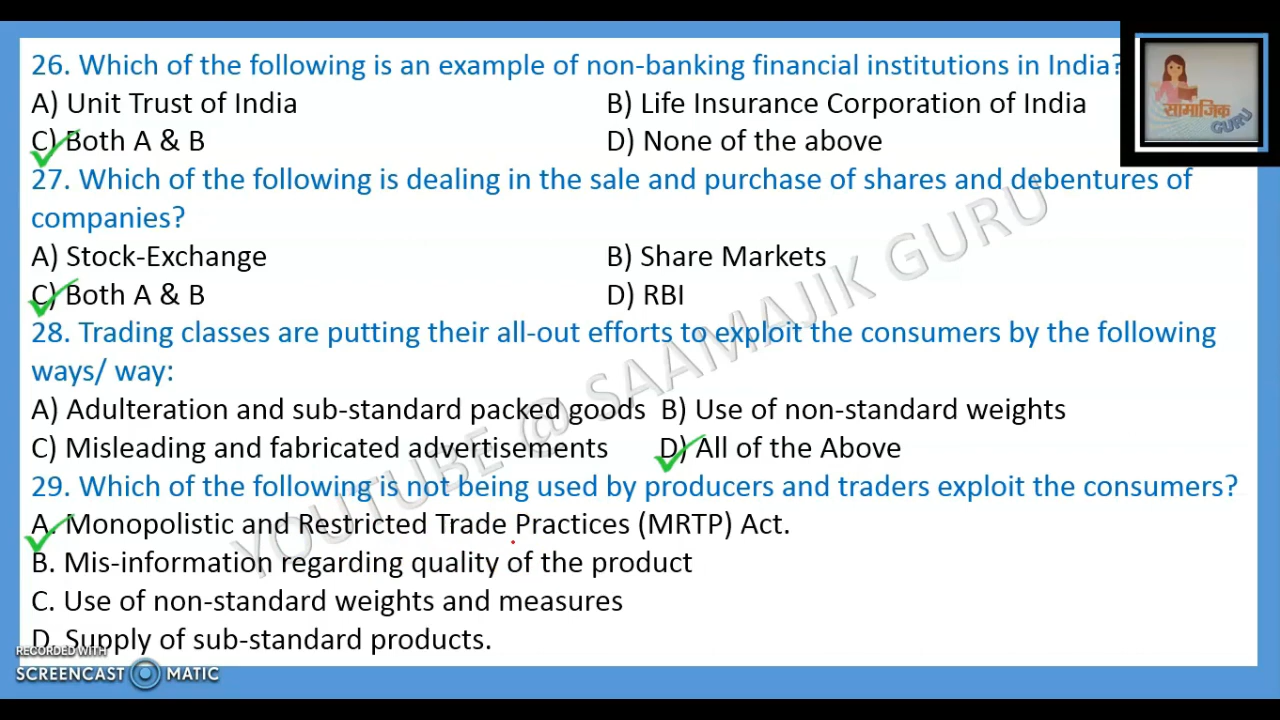 26. Which of the following is an example of non-banking financial institutions in India?
A) Unit Trust of India B) Life Insurance Corporation of India
C) Both A & B D) None of the above
27. Which of the following is dealing in the sale and purchase of shares and debentures of
companies?
A) Stock-Exchange B) Share Markets
C) Both A & B D) RBI
28. Trading classes are putting their all-out efforts to exploit the consumers by the following
ways/ way:
A) Adulteration and sub-standard packed goods B) Use of non-standard weights
C) Misleading and fabricated advertisements D) All of the Above
29. Which of the following is not being used by producers and traders exploit the consumers?
A. Monopolistic and Restricted Trade Practices (MRTP) Act.
B. Mis-information regarding quality of the product
C. Use of non-standard weights and measures
D. Supply of sub-standard products.
YOUTUBE @ SAAMAJIK GURU
सामाजिक
GURU
RECORDED WITH
SCREENCAST MATIC